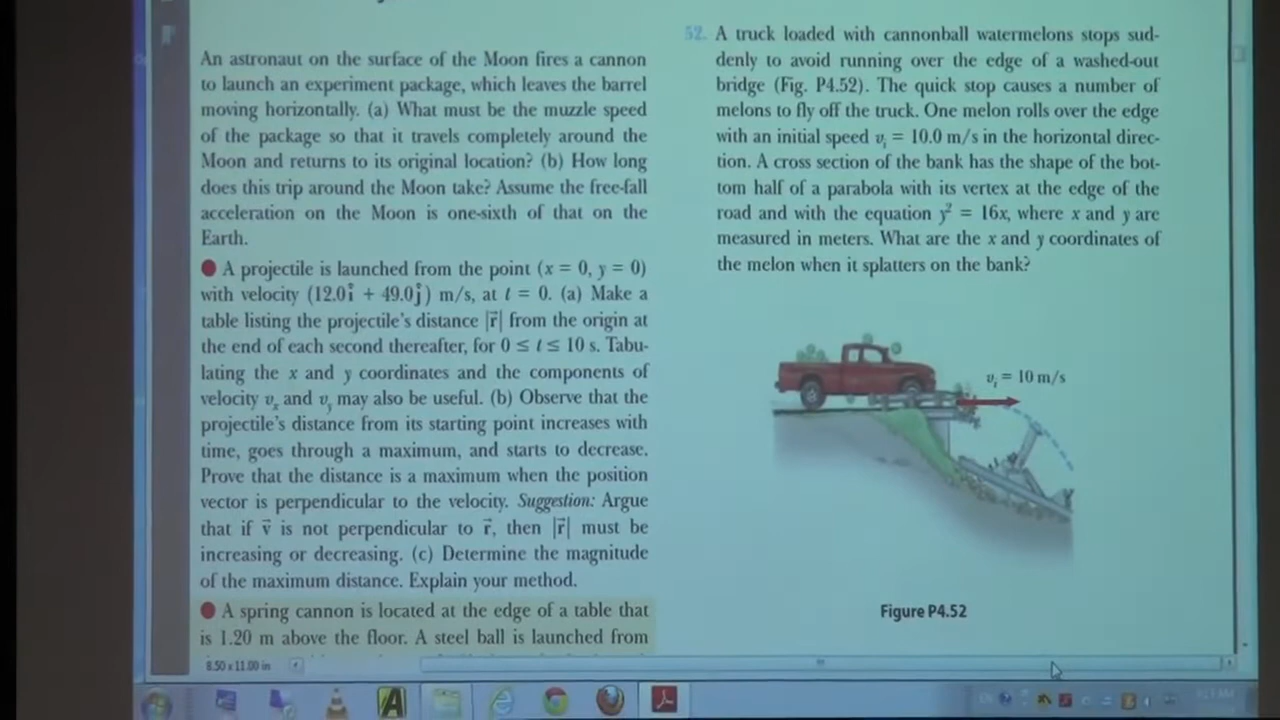 An astronaut on the surface of the Moon fires a cannon
to launch an experiment package, which leaves the barrel
moving horizontally. (a) What must be the muzzle speed
of the package so that it travels completely around the
Moon and returns to its original location? (b) How long
does this trip around the Moon take? Assume the free-fall
acceleration on the Moon is one-sixth of that on the
Earth.
● A projectile is launched from the point (x = 0, y = 0)
with velocity (12.0î + 49.0ĵ) m/s, at t = 0. (a) Make a
table listing the projectile's distance |r⃗| from the origin at
the end of each second thereafter, for 0 ≤ t ≤ 10 s. Tabu-
lating the x and y coordinates and the components of
velocity vₓ and v_y may also be useful. (b) Observe that the
projectile's distance from its starting point increases with
time, goes through a maximum, and starts to decrease.
Prove that the distance is a maximum when the position
vector is perpendicular to the velocity. Suggestion: Argue
that if v⃗ is not perpendicular to r⃗, then |r⃗| must be
increasing or decreasing. (c) Determine the magnitude
of the maximum distance. Explain your method.
● A spring cannon is located at the edge of a table that
is 1.20 m above the floor. A steel ball is launched from
52. A truck loaded with cannonball watermelons stops sud-
denly to avoid running over the edge of a washed-out
bridge (Fig. P4.52). The quick stop causes a number of
melons to fly off the truck. One melon rolls over the edge
with an initial speed vᵢ = 10.0 m/s in the horizontal direc-
tion. A cross section of the bank has the shape of the bot-
tom half of a parabola with its vertex at the edge of the
road and with the equation y² = 16x, where x and y are
measured in meters. What are the x and y coordinates of
the melon when it splatters on the bank?
vᵢ = 10 m/s
Figure P4.52
8.50 x 11.00 in